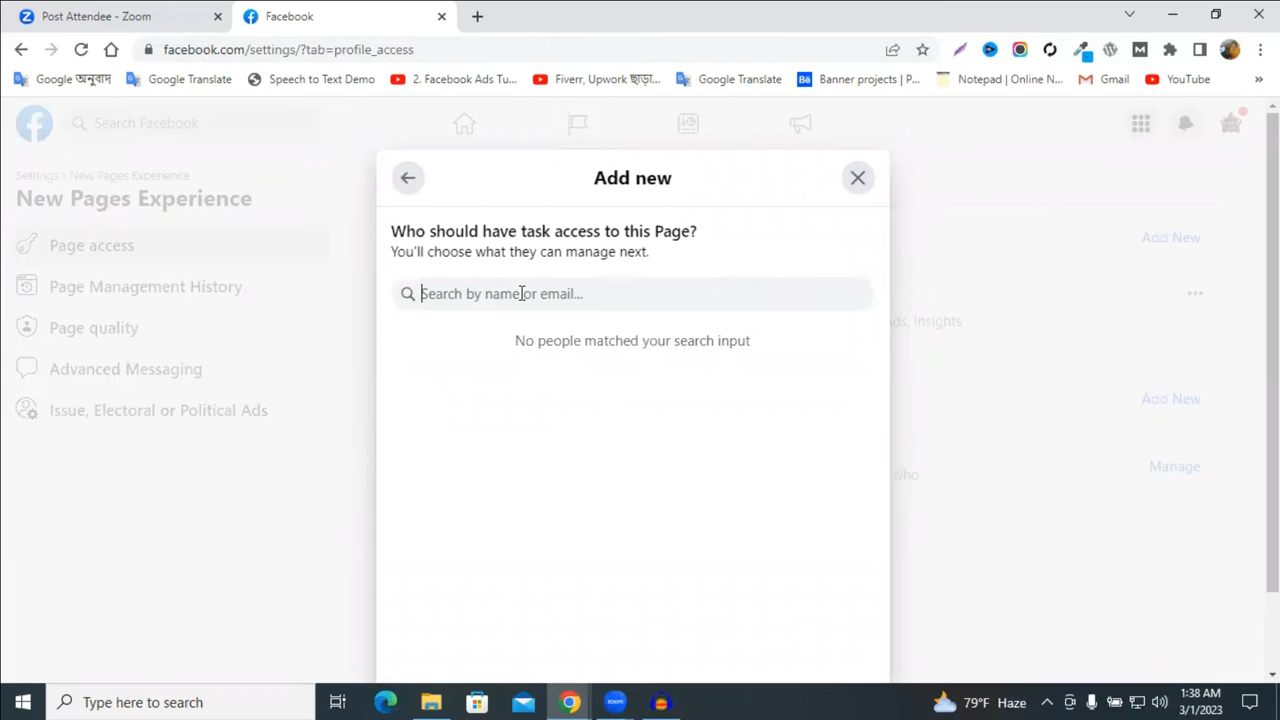 Post Attendee - Zoom
Facebook
facebook.com/settings/?tab=profile_access
Google অনুবাদ
Google Translate
Speech to Text Demo
2. Facebook Ads Tu...
Fiverr, Upwork ছাড়া...
Google Translate
Banner projects | P...
Notepad | Online N...
Gmail
YouTube
»
Search Facebook
Settings › New Pages Experience
New Pages Experience
Page access
Page Management History
Page quality
Advanced Messaging
Issue, Electoral or Political Ads
Add new
Who should have task access to this Page?
You'll choose what they can manage next.
Search by name or email...
No people matched your search input
Add New
ds, Insights
Add New
Manage
who
Type here to search
zoom
79°F Haze
1:38 AM
3/1/2023